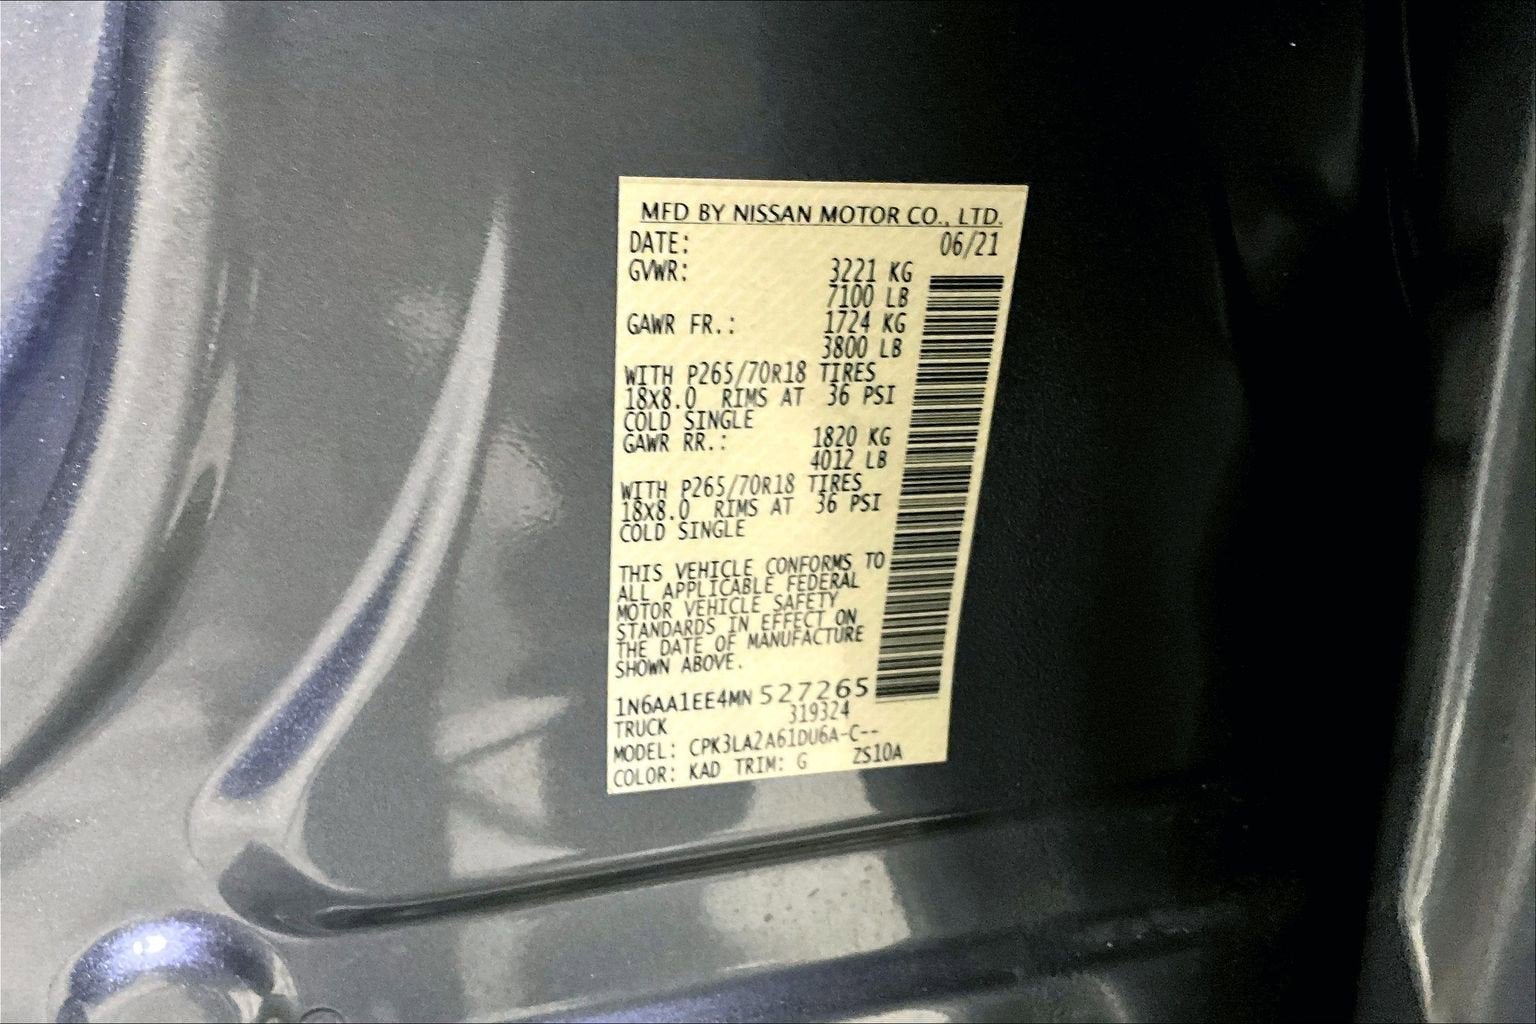 MFD BY NISSAN MOTOR CO., LTD.
DATE: 06/21
GVWR: 3221 KG
7100 LB
GAWR FR.: 1724 KG
3800 LB
WITH P265/70R18 TIRES
18X8.0 RIMS AT 36 PSI
COLD SINGLE
GAWR RR.: 1820 KG
4012 LB
WITH P265/70R18 TIRES
18X8.0 RIMS AT 36 PSI
COLD SINGLE
THIS VEHICLE CONFORMS TO
ALL APPLICABLE FEDERAL
MOTOR VEHICLE SAFETY
STANDARDS IN EFFECT ON
THE DATE OF MANUFACTURE
SHOWN ABOVE.
1N6AA1EE4MN527265
TRUCK 319324
MODEL: CPK3LA2A61DU6A-C--
COLOR: KAD TRIM: G ZS10A